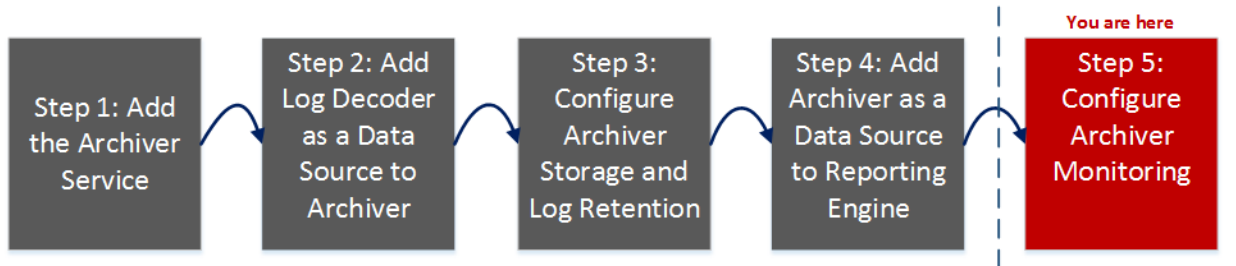 You are here
Step 1: Add
the Archiver
Service
Step 2: Add
Log Decoder
as a Data
Source to
Archiver
Step 3:
Configure
Archiver
Storage and
Log Retention
Step 4: Add
Archiver as a
Data Source
to Reporting
Engine
Step 5:
Configure
Archiver
Monitoring